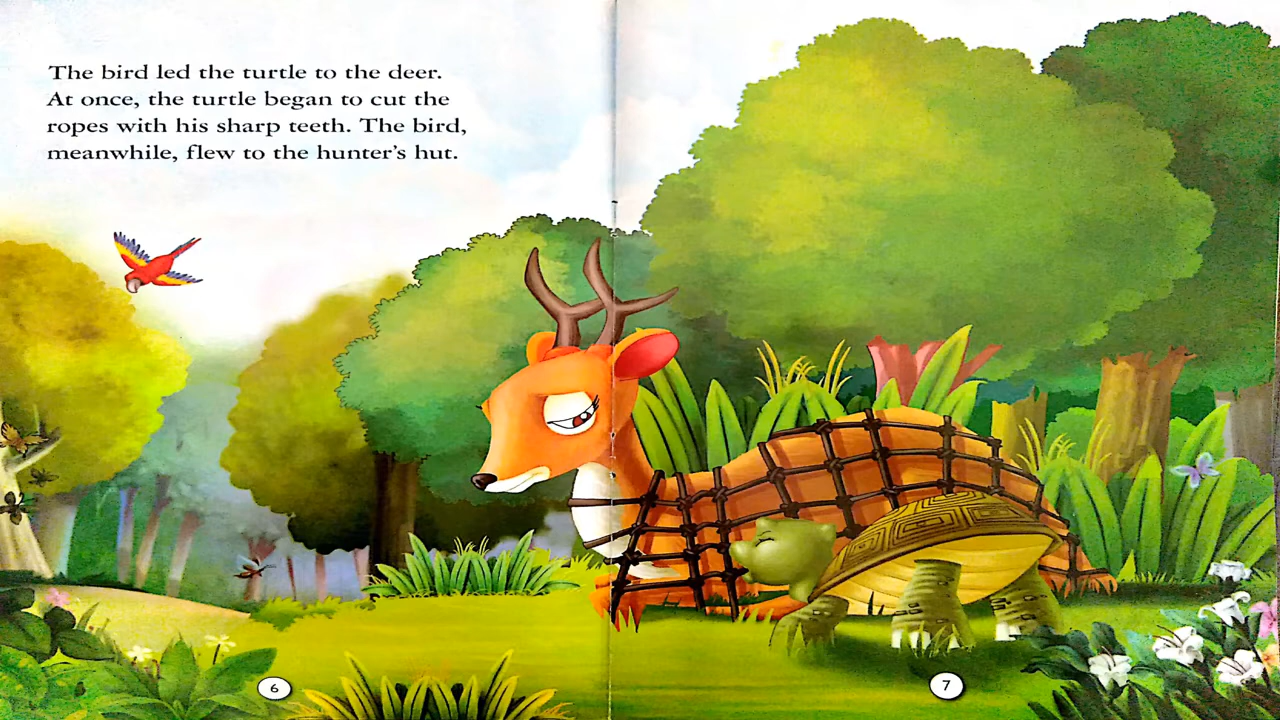 The bird led the turtle to the deer.
At once, the turtle began to cut the
ropes with his sharp teeth. The bird,
meanwhile, flew to the hunter's hut.
6
7